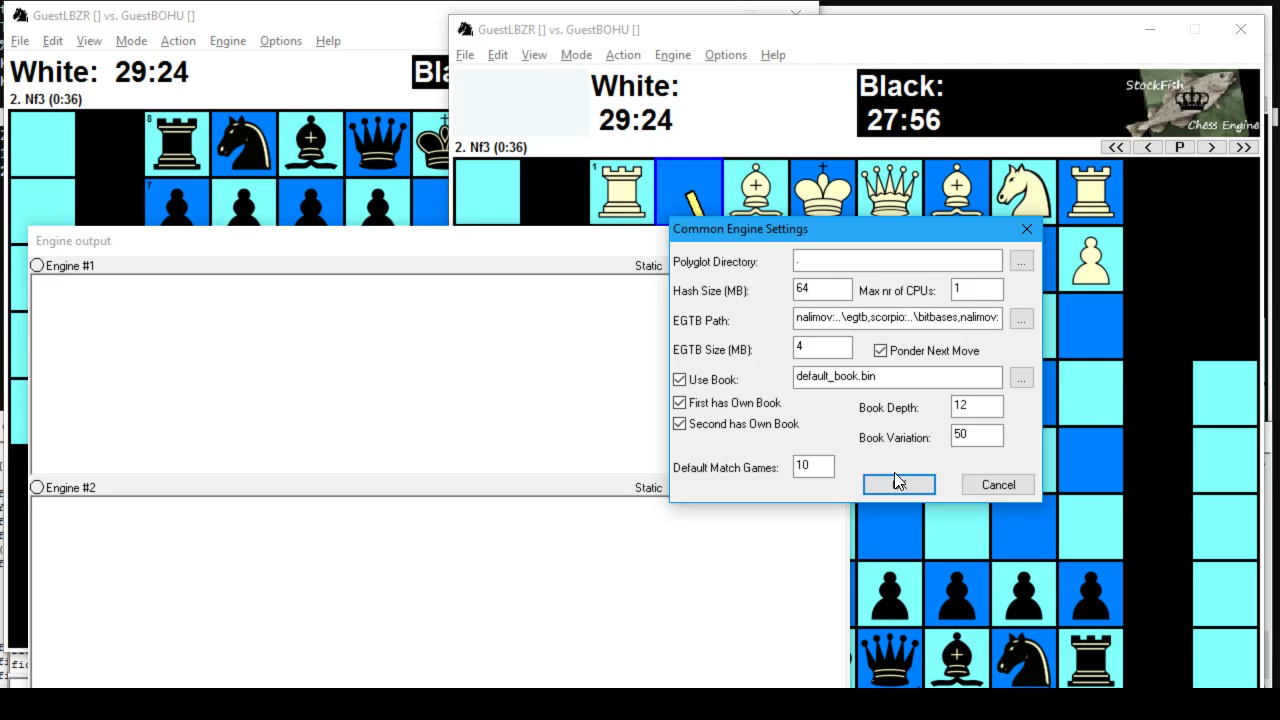 GuestLBZR [] vs. GuestBOHU []
File Edit View Mode Action Engine Options Help
White: 29:24
Bla
2. Nf3 (0:36)
8
7
GuestLBZR [] vs. GuestBOHU []
File Edit View Mode Action Engine Options Help
White:
29:24
Black:
27:56
StockFish
Chess Engine
2. Nf3 (0:36)
<< < P > >>
1
Engine output
Engine #1
Static
Engine #2
Static
Common Engine Settings
Polyglot Directory: . ...
Hash Size (MB): 64 Max nr of CPUs: 1
EGTB Path: nalimov:..\egtb,scorpio:..\bitbases,nalimov: ...
EGTB Size (MB): 4 Ponder Next Move
Use Book: default_book.bin ...
First has Own Book
Book Depth: 12
Second has Own Book
Book Variation: 50
Default Match Games: 10
Cancel
fic